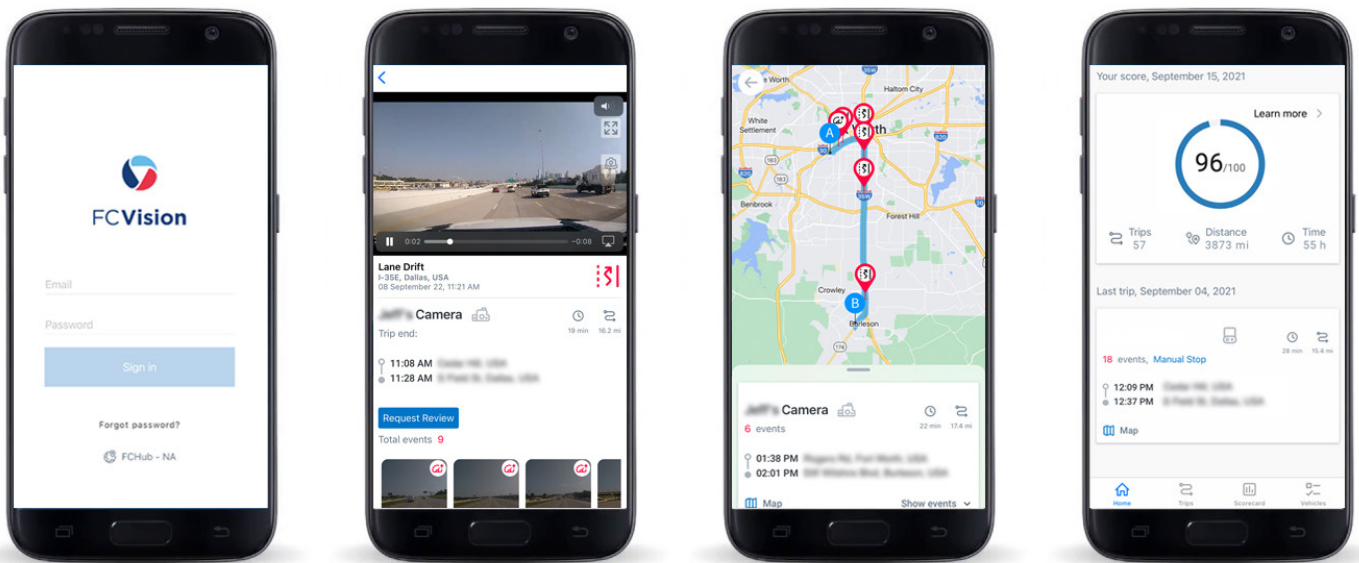 FCVision
Email
Password
Sign in
Forgot password?
FCHub - NA
0:02
-0:08
Lane Drift
I-35E, Dallas, USA
08 September 22, 11:21 AM
Camera
Trip end:
19 min 16.2 mi
11:08 AM
11:28 AM
Request Review
Total events 9
Worth
Haltom City
White
Settlement
A
Benbrook
Forest Hill
Crowley
B
Burleson
Camera
6 events
22 min 17.4 mi
01:38 PM
02:01 PM
Map
Show events
Your score, September 15, 2021
Learn more >
96/100
Trips
57
Distance
3873 mi
Time
55 h
Last trip, September 04, 2021
28 min 15.4 mi
18 events, Manual Stop
12:09 PM
12:37 PM
Map
Home Trips Scorecard Vehicles